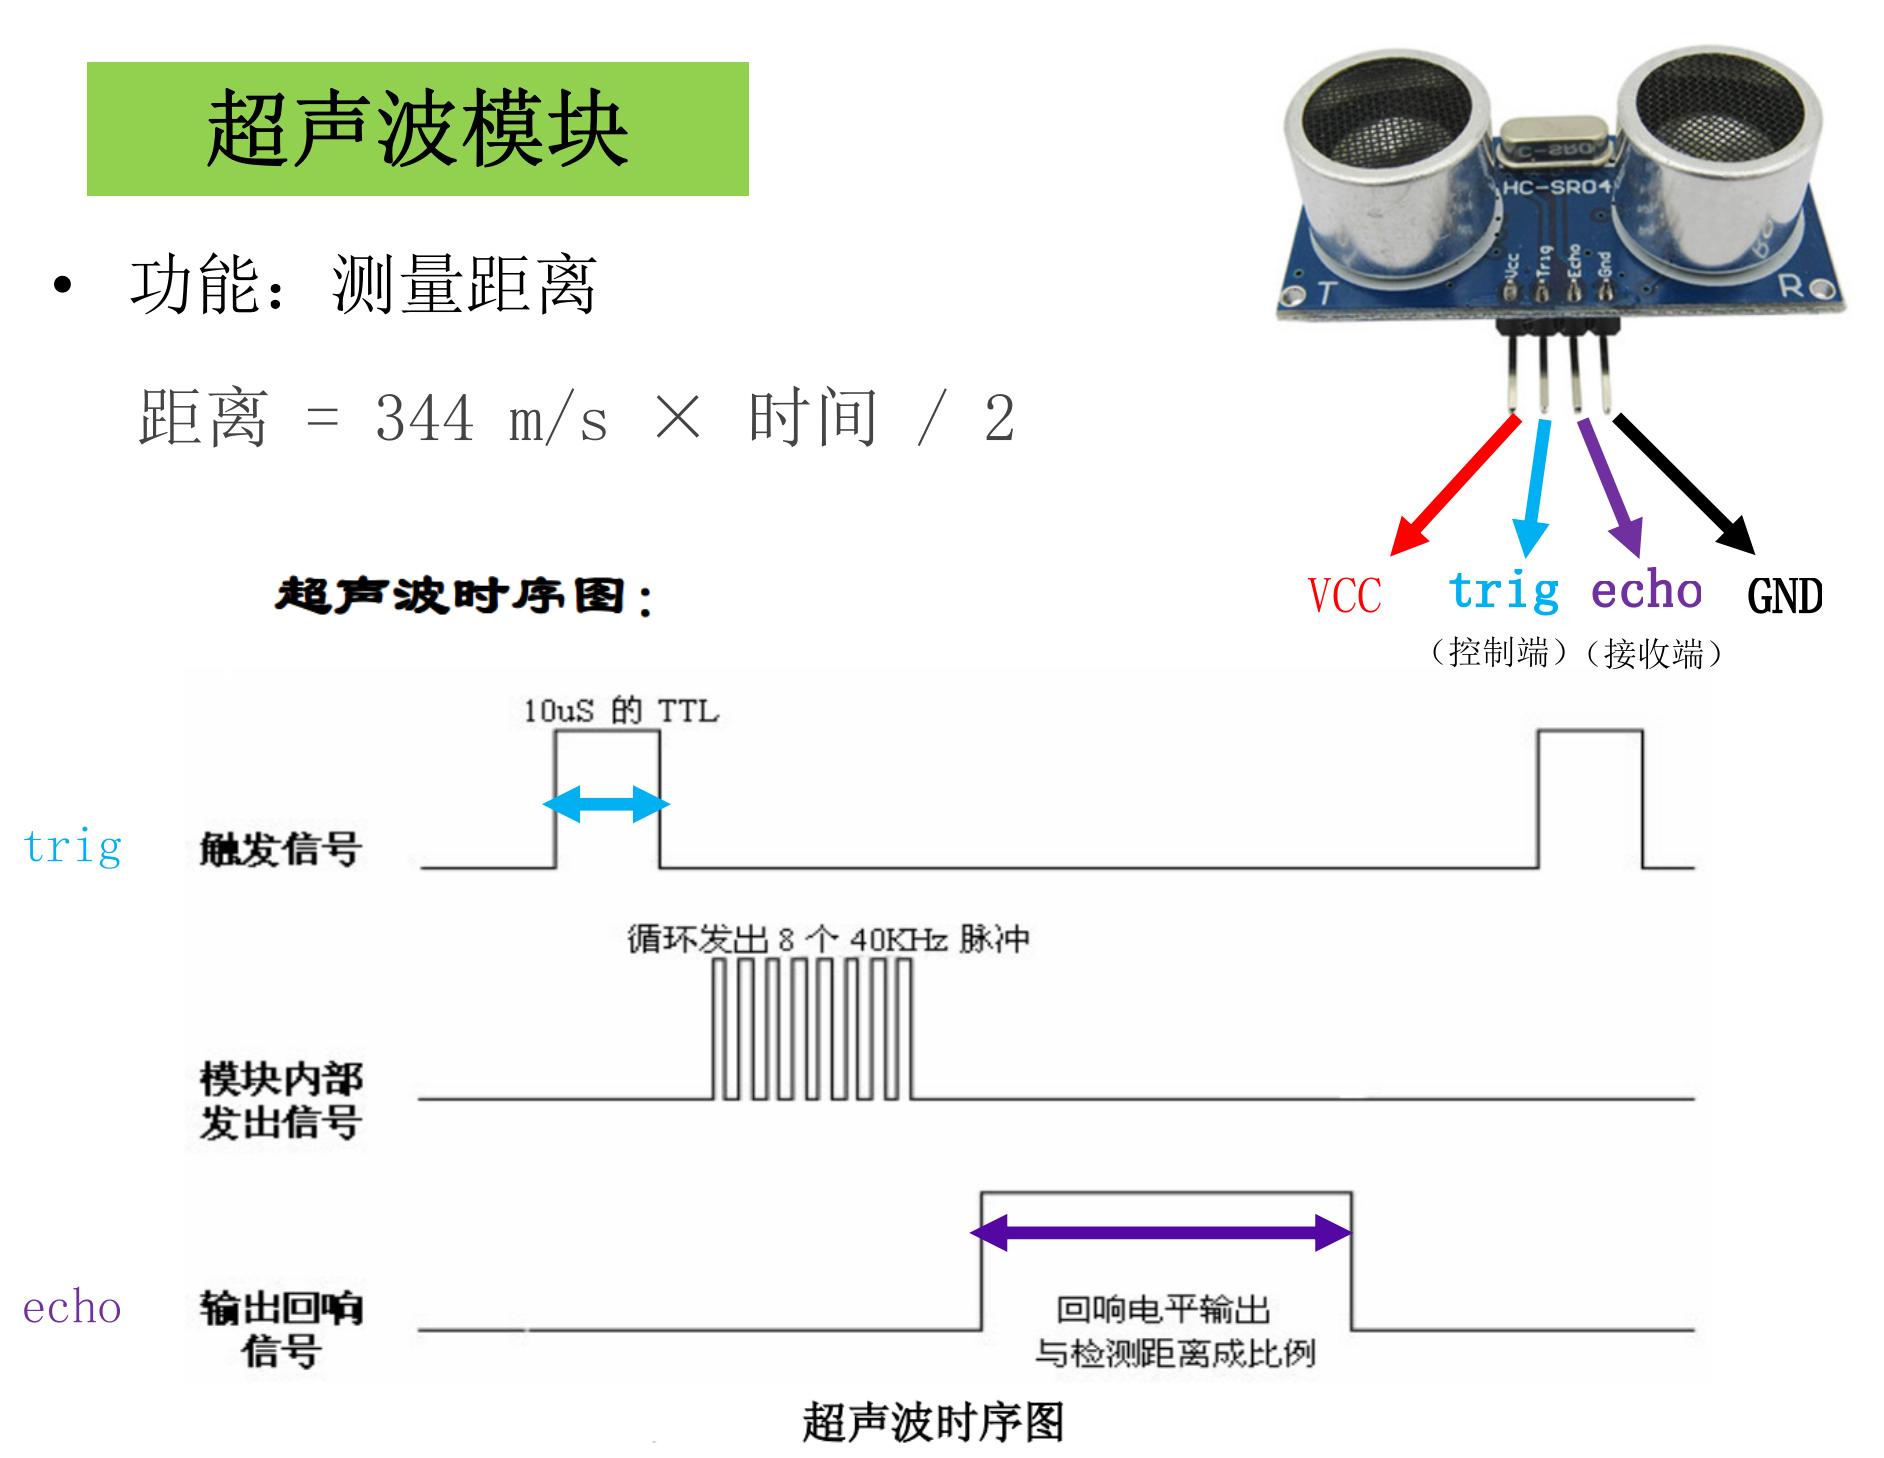 超声波模块
• 功能：测量距离
距离 = 344 m/s × 时间 / 2
HC-SR04
Vcc
Trig
Echo
Gnd
T
R
VCC
trig
echo
GND
（控制端）
（接收端）
超声波时序图：
10uS 的 TTL
trig
触发信号
循环发出 8 个 40KHz 脉冲
模块内部
发出信号
echo
输出回响
信号
回响电平输出
与检测距离成比例
超声波时序图